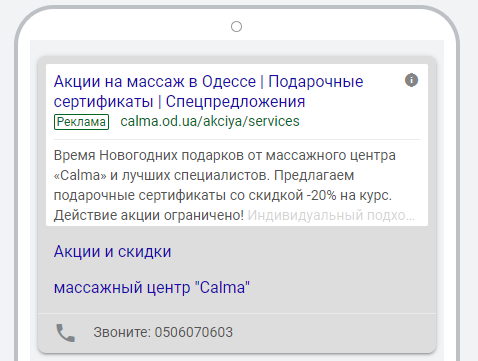 Акции на массаж в Одессе | Подарочные
сертификаты | Спецпредложения
Реклама calma.od.ua/akciya/services
Время Новогодних подарков от массажного центра
«Calma» и лучших специалистов. Предлагаем
подарочные сертификаты со скидкой -20% на курс.
Действие акции ограничено! Индивидуальный подхо...
Акции и скидки
массажный центр "Calma"
Звоните: 0506070603